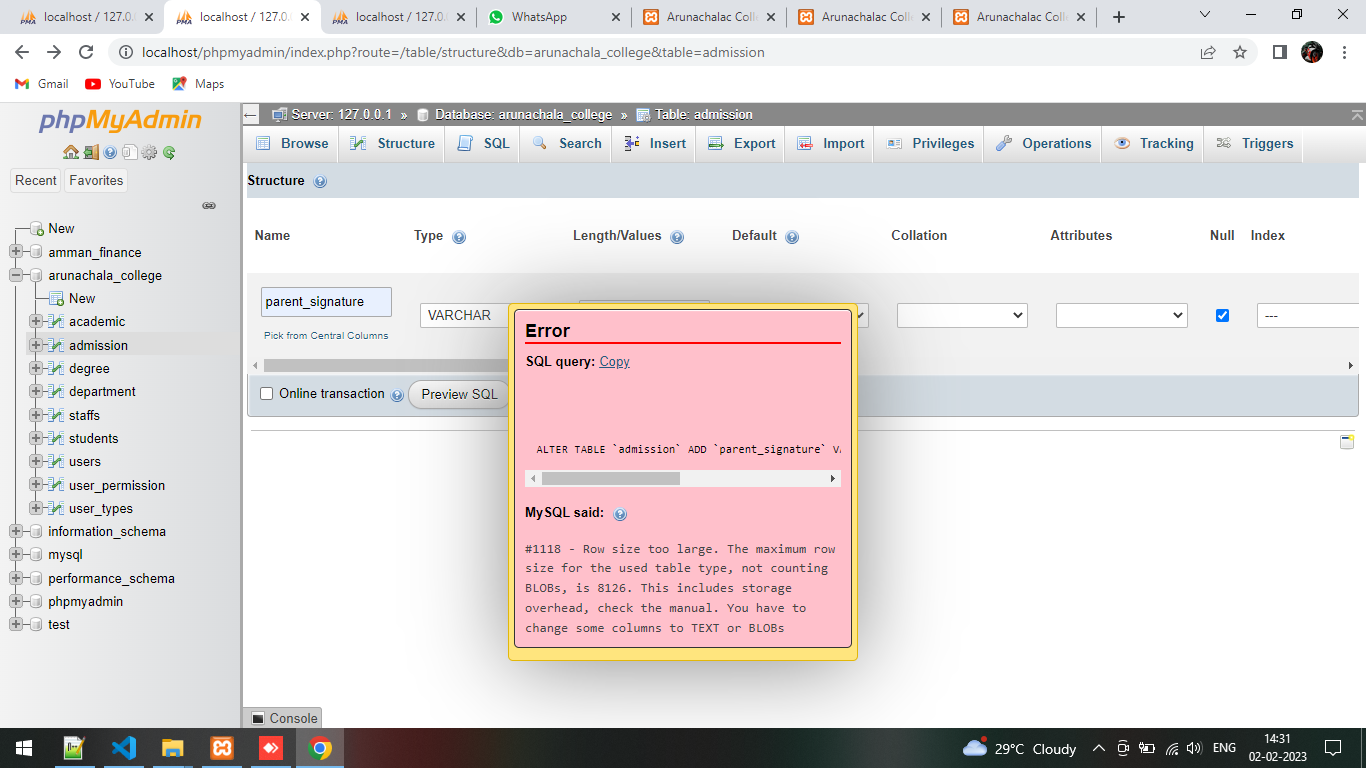 localhost / 127.0.
localhost / 127.0.
localhost / 127.0.
WhatsApp
Arunachalac Coll
Arunachalac Coll
Arunachalac Coll
localhost/phpmyadmin/index.php?route=/table/structure&db=arunachala_college&table=admission
Gmail
YouTube
Maps
phpMyAdmin
Recent
Favorites
New
amman_finance
arunachala_college
New
academic
admission
degree
department
staffs
students
users
user_permission
user_types
information_schema
mysql
performance_schema
phpmyadmin
test
Server: 127.0.0.1 » Database: arunachala_college » Table: admission
Browse
Structure
SQL
Search
Insert
Export
Import
Privileges
Operations
Tracking
Triggers
Structure
Name
Type
Length/Values
Default
Collation
Attributes
Null
Index
parent_signature
VARCHAR
---
Pick from Central Columns
Online transaction
Preview SQL
Error
SQL query: Copy
ALTER TABLE `admission` ADD `parent_signature` VA
MySQL said:
#1118 - Row size too large. The maximum row
size for the used table type, not counting
BLOBs, is 8126. This includes storage
overhead, check the manual. You have to
change some columns to TEXT or BLOBs
Console
29°C Cloudy
ENG
14:31
02-02-2023